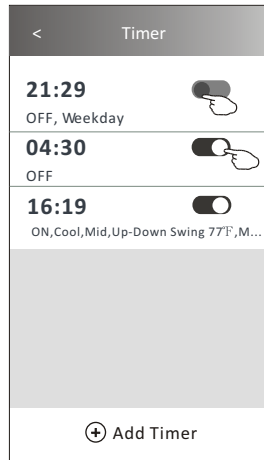 < Timer
21:29
OFF, Weekday
04:30
OFF
16:19
ON,Cool,Mid,Up-Down Swing 77℉,M...
Add Timer